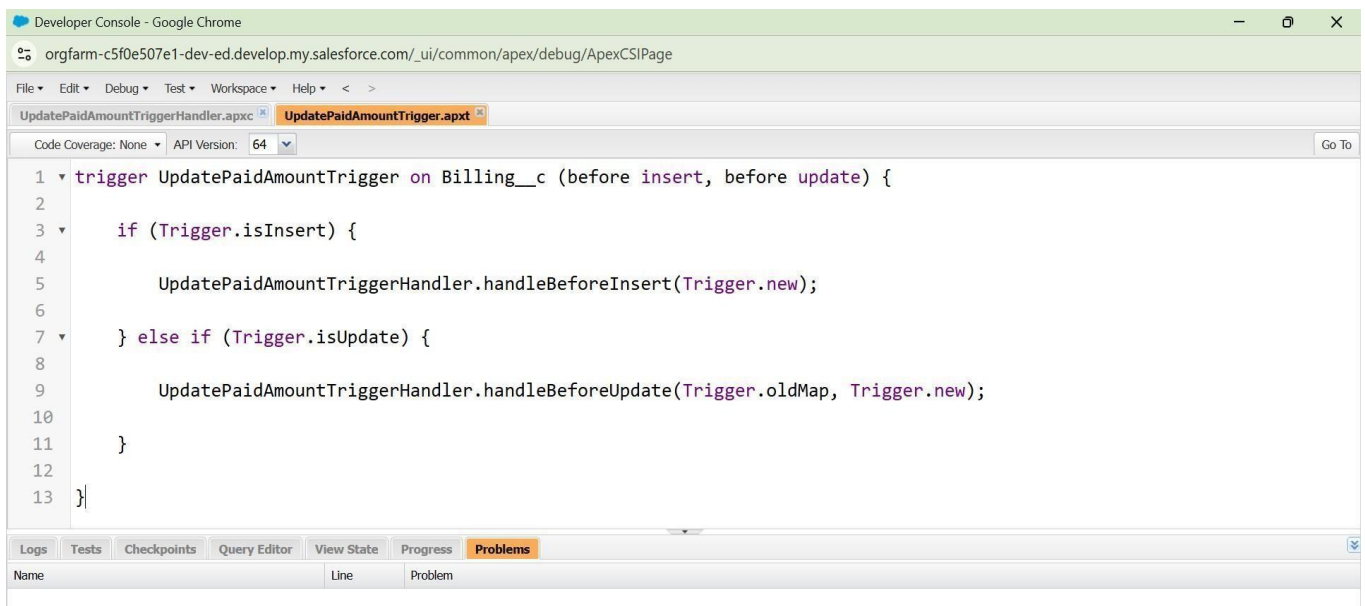 Developer Console - Google Chrome
orgfarm-c5f0e507e1-dev-ed.develop.my.salesforce.com/_ui/common/apex/debug/ApexCSIPage
File Edit Debug Test Workspace Help < >
UpdatePaidAmountTriggerHandler.apxc UpdatePaidAmountTrigger.apxt
Code Coverage: None API Version: 64 Go To
1 trigger UpdatePaidAmountTrigger on Billing__c (before insert, before update) {
2
3 if (Trigger.isInsert) {
4
5 UpdatePaidAmountTriggerHandler.handleBeforeInsert(Trigger.new);
6
7 } else if (Trigger.isUpdate) {
8
9 UpdatePaidAmountTriggerHandler.handleBeforeUpdate(Trigger.oldMap, Trigger.new);
10
11 }
12
13 }
Logs Tests Checkpoints Query Editor View State Progress Problems
Name Line Problem